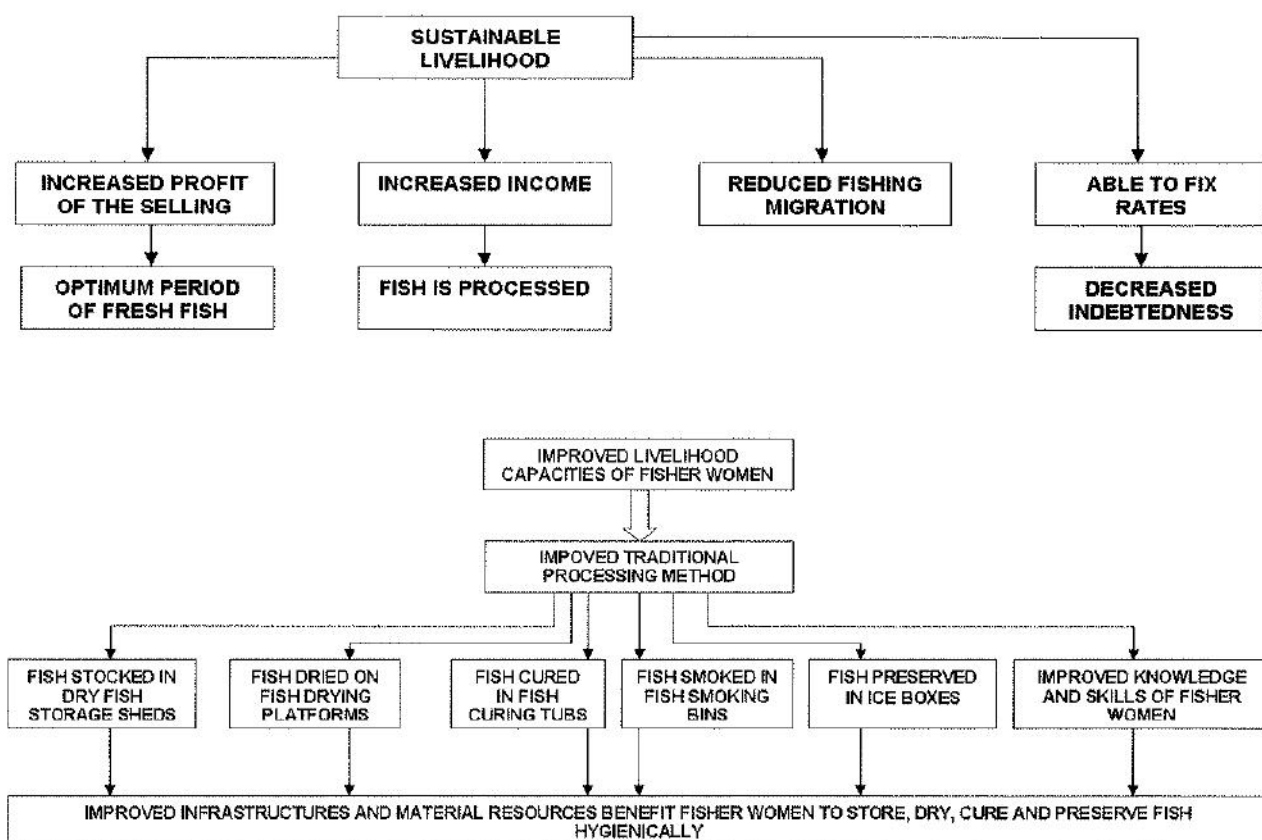 SUSTAINABLE
LIVELIHOOD
INCREASED PROFIT
OF THE SELLING
INCREASED INCOME
REDUCED FISHING
MIGRATION
ABLE TO FIX
RATES
OPTIMUM PERIOD
OF FRESH FISH
FISH IS PROCESSED
DECREASED
INDEBTEDNESS
IMPROVED LIVELIHOOD
CAPACITIES OF FISHER WOMEN
IMPOVED TRADITIONAL
PROCESSING METHOD
FISH STOCKED IN
DRY FISH
STORAGE SHEDS
FISH DRIED ON
FISH DRYING
PLATFORMS
FISH CURED
IN FISH
CURING TUBS
FISH SMOKED IN
FISH SMOKING
BINS
FISH PRESERVED
IN ICE BOXES
IMPROVED KNOWLEDGE
AND SKILLS OF FISHER
WOMEN
IMPROVED INFRASTRUCTURES AND MATERIAL RESOURCES BENEFIT FISHER WOMEN TO STORE, DRY, CURE AND PRESERVE FISH
HYGIENICALLY